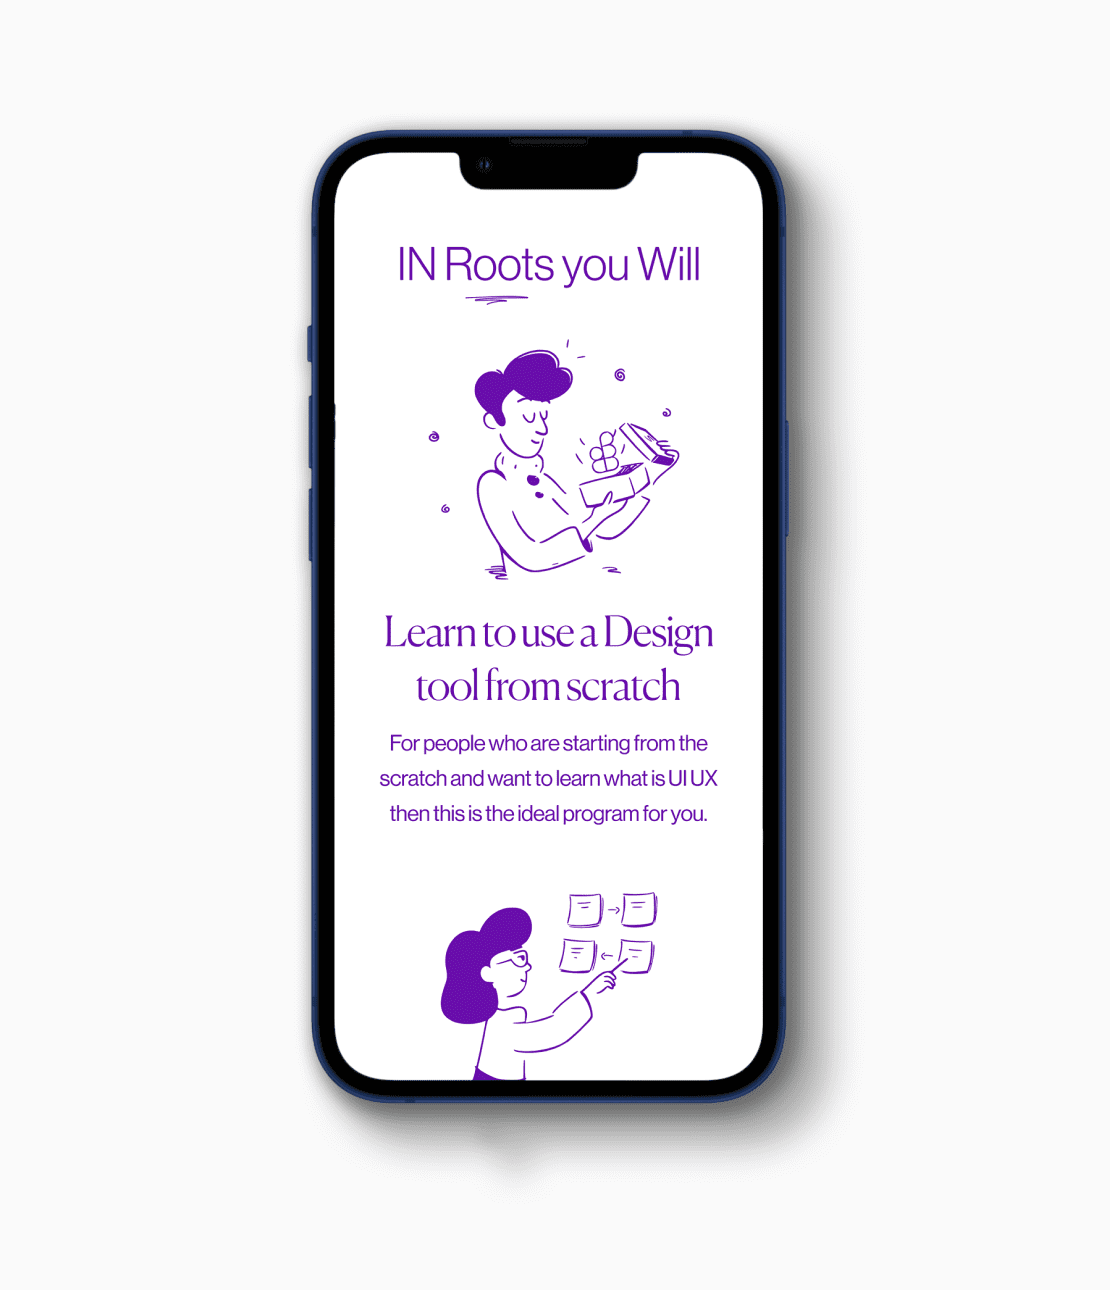 IN Roots you Will
Learn to use a Design
tool from scratch
For people who are starting from the
scratch and want to learn what is UI UX
then this is the ideal program for you.